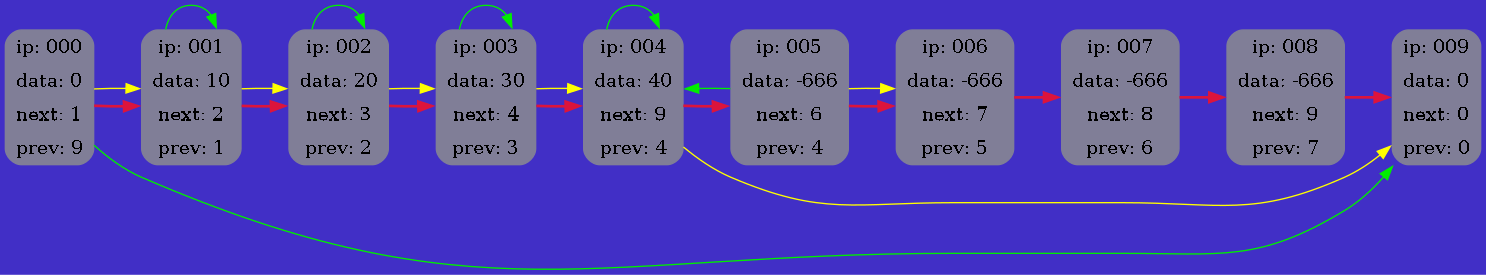 ip: 000
data: 0
next: 1
prev: 9
ip: 001
data: 10
next: 2
prev: 1
ip: 002
data: 20
next: 3
prev: 2
ip: 003
data: 30
next: 4
prev: 3
ip: 004
data: 40
next: 9
prev: 4
ip: 005
data: -666
next: 6
prev: 4
ip: 006
data: -666
next: 7
prev: 5
ip: 007
data: -666
next: 8
prev: 6
ip: 008
data: -666
next: 9
prev: 7
ip: 009
data: 0
next: 0
prev: 0